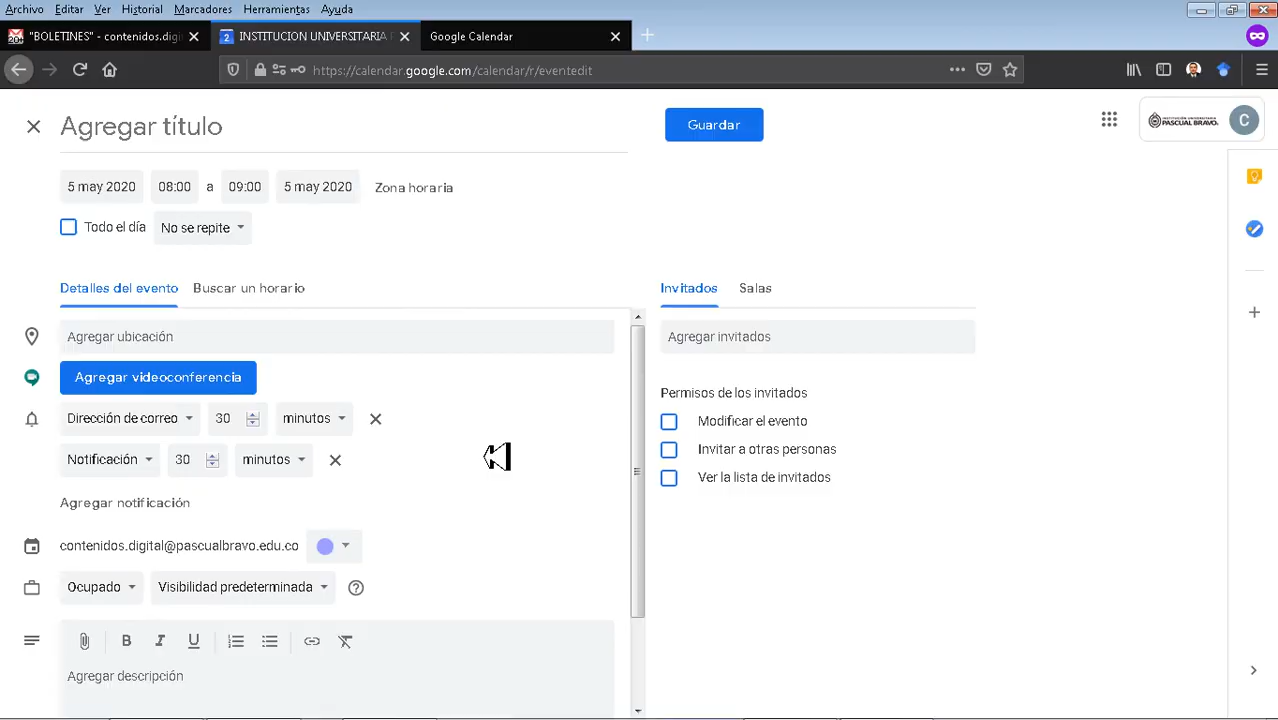 Archivo Editar Ver Historial Marcadores Herramientas Ayuda
"BOLETINES" - contenidos.digi
INSTITUCION UNIVERSITARIA
Google Calendar
https://calendar.google.com/calendar/r/eventedit
Agregar título
Guardar
INSTITUCIÓN UNIVERSITARIA
PASCUAL BRAVO
C
5 may 2020 08:00 a 09:00 5 may 2020 Zona horaria
Todo el día No se repite
Detalles del evento Buscar un horario
Invitados Salas
Agregar ubicación
Agregar invitados
Agregar videoconferencia
Permisos de los invitados
Dirección de correo 30 minutos
Modificar el evento
Invitar a otras personas
Notificación 30 minutos
Ver la lista de invitados
Agregar notificación
contenidos.digital@pascualbravo.edu.co
Ocupado Visibilidad predeterminada
B I U
Agregar descripción